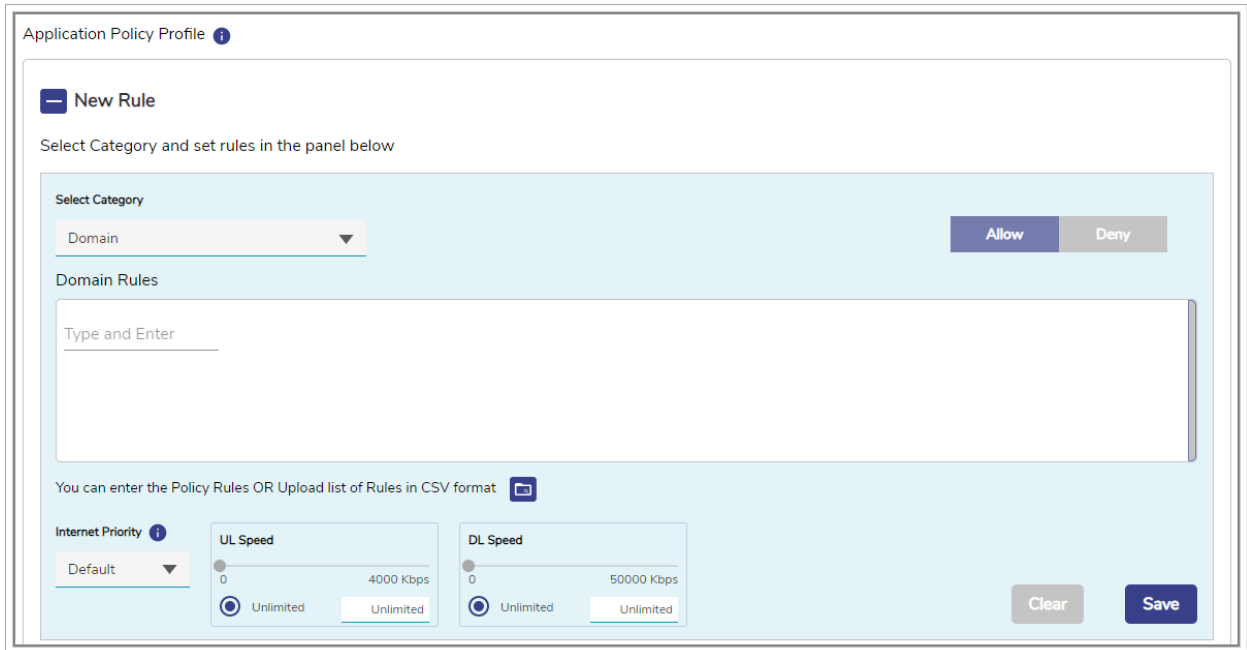 Application Policy Profile i
New Rule
Select Category and set rules in the panel below
Select Category
Domain
Allow Deny
Domain Rules
Type and Enter
You can enter the Policy Rules OR Upload list of Rules in CSV format
Internet Priority i
UL Speed
DL Speed
Default
0 4000 Kbps
0 50000 Kbps
Unlimited Unlimited
Unlimited Unlimited
Clear Save